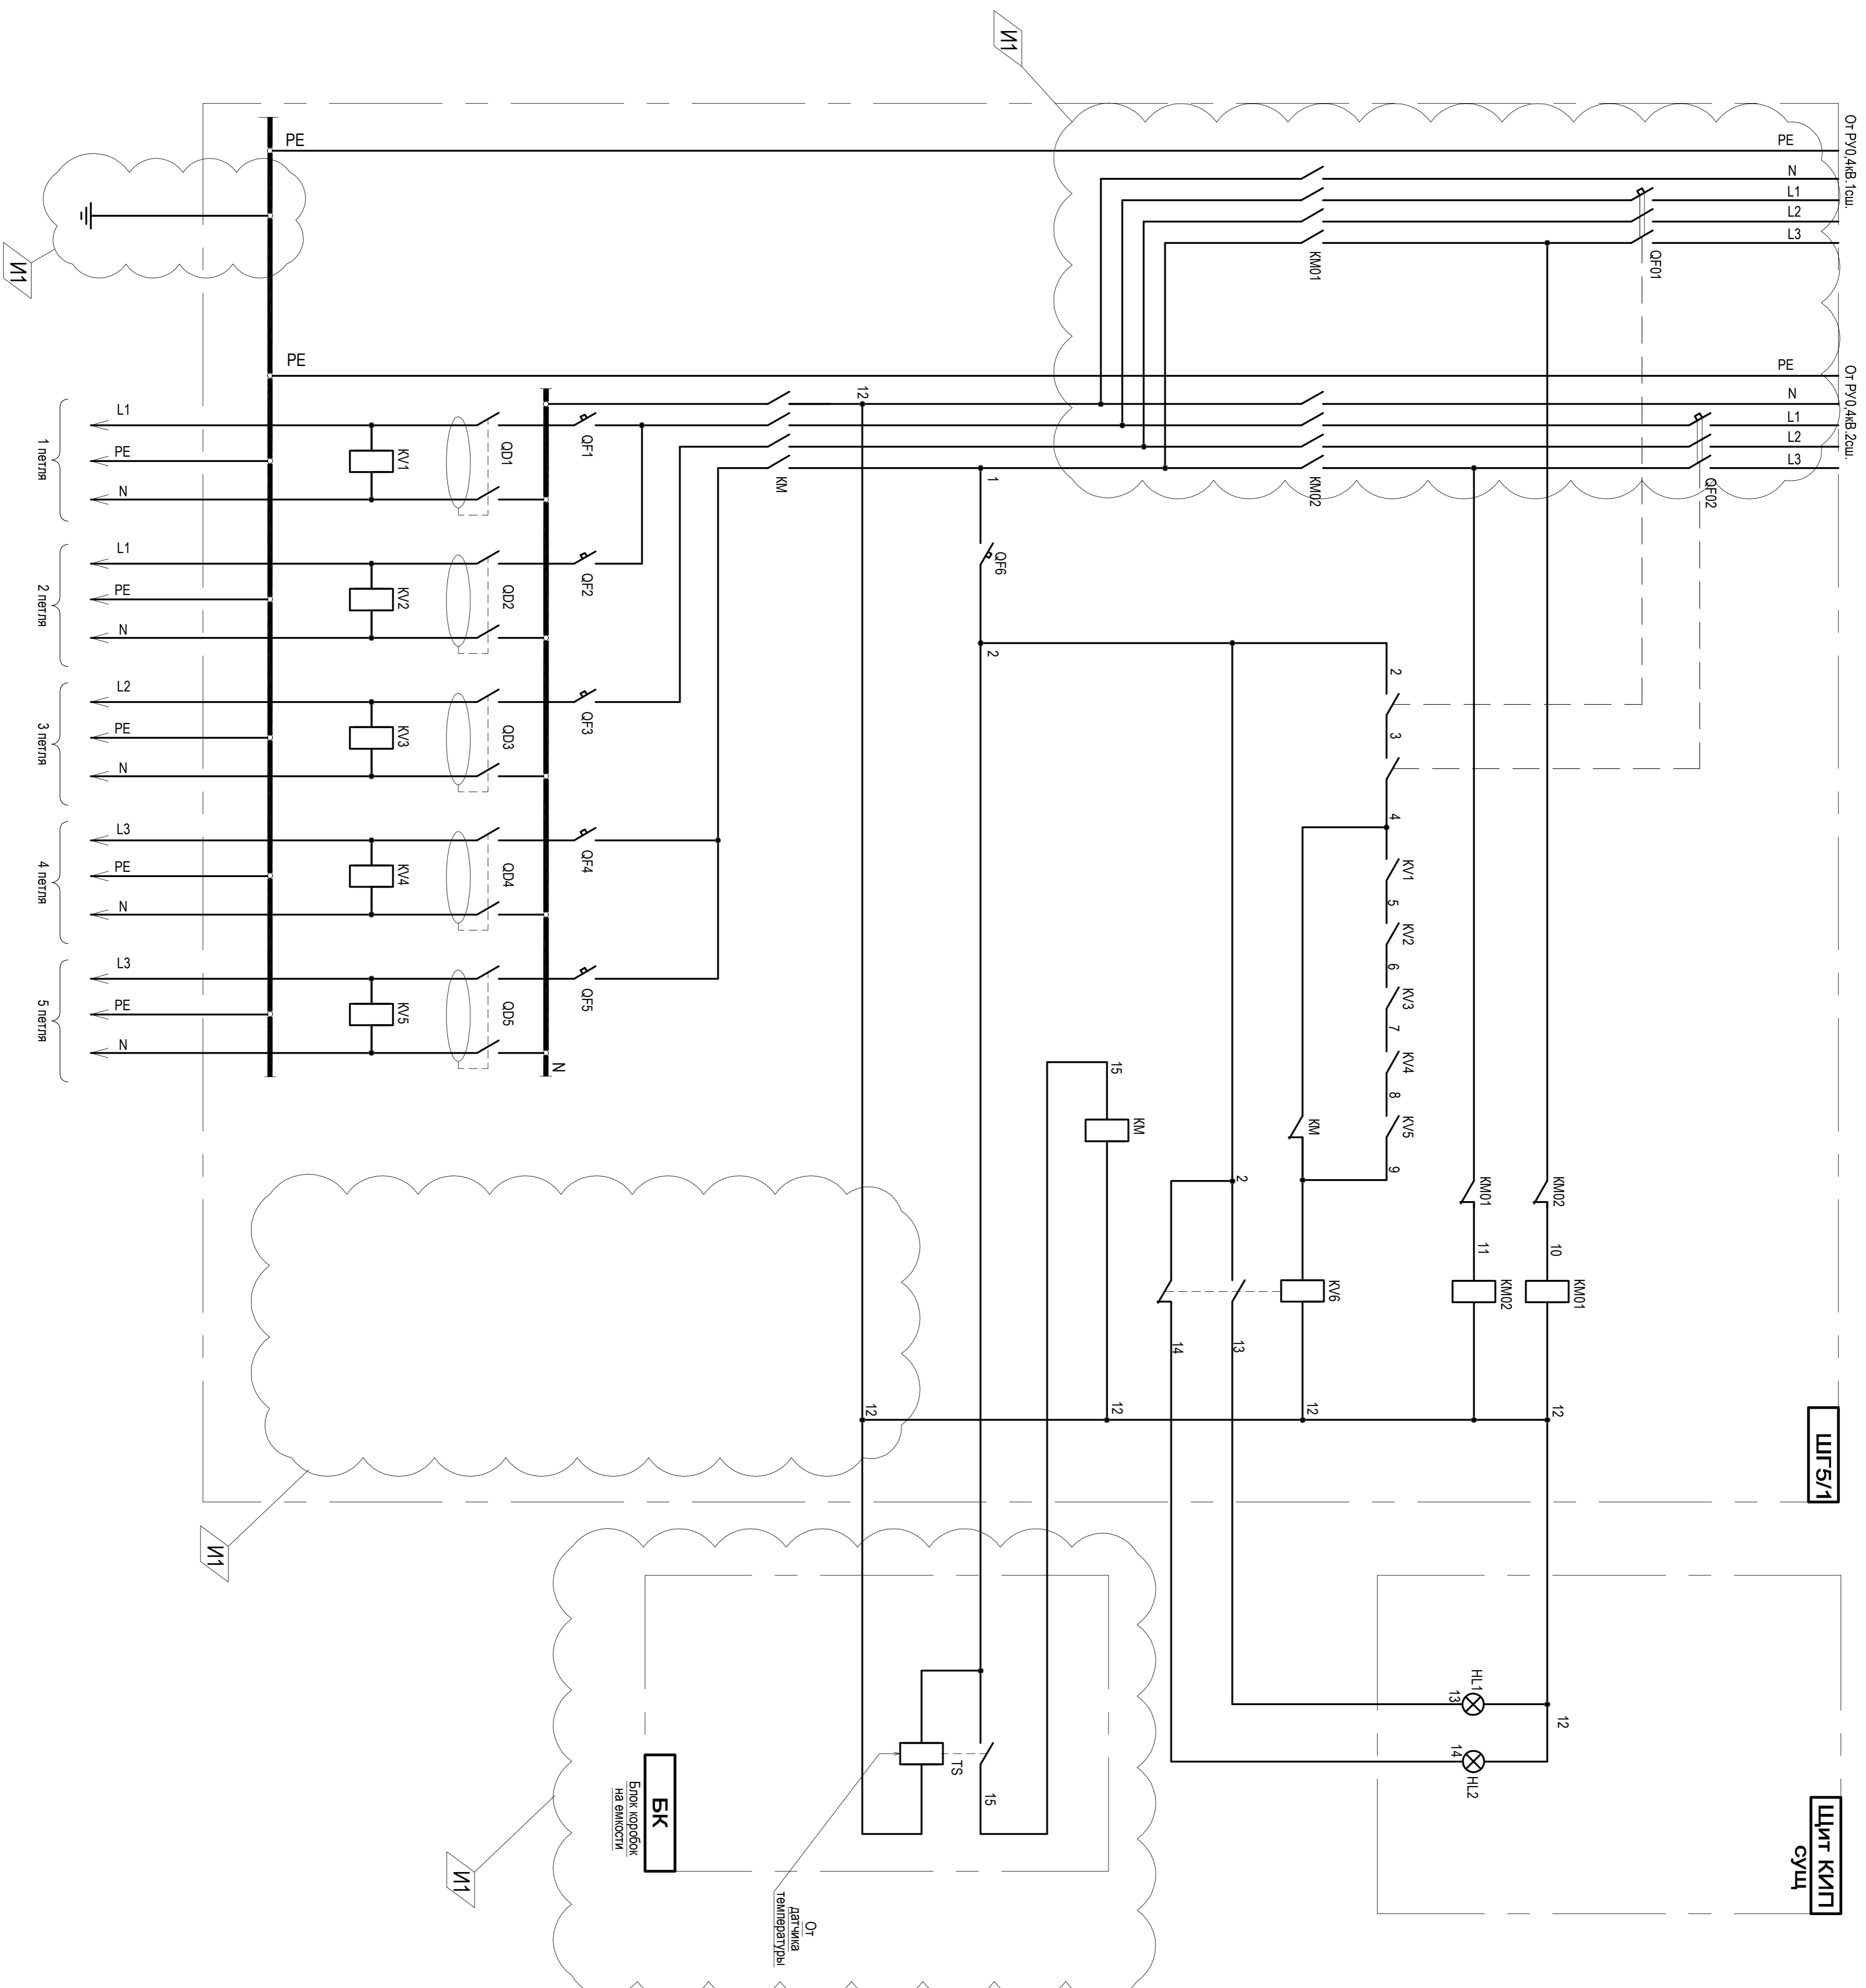 От РУ0,4кВ.1сш.
PE
N
L1
L2
L3
QF01
KM01
PE
И1
И1
От РУ0,4кВ.2сш.
PE
N
L1
L2
L3
QF02
KM02
KM
12
PE
1
QF6
2
QF1
QF2
QF3
QF4
QF5
N
QD1
QD2
QD3
QD4
QD5
KV1
KV2
KV3
KV4
KV5
L1
PE
N
1 петля
L1
PE
N
2 петля
L2
PE
N
3 петля
L3
PE
N
4 петля
L3
PE
N
5 петля
2
3
4
KV1
5
KV2
6
KV3
7
KV4
8
KV5
9
KM
15
KM
12
2
KV6
12
13
14
KM01
11
KM02
KM02
10
KM01
12
12
ШГ5/1
И1
HL1
13
12
14
HL2
Щит КИП
сущ
TS
15
БК
Блок коробок
на емкости
От
датчика
температуры
И1